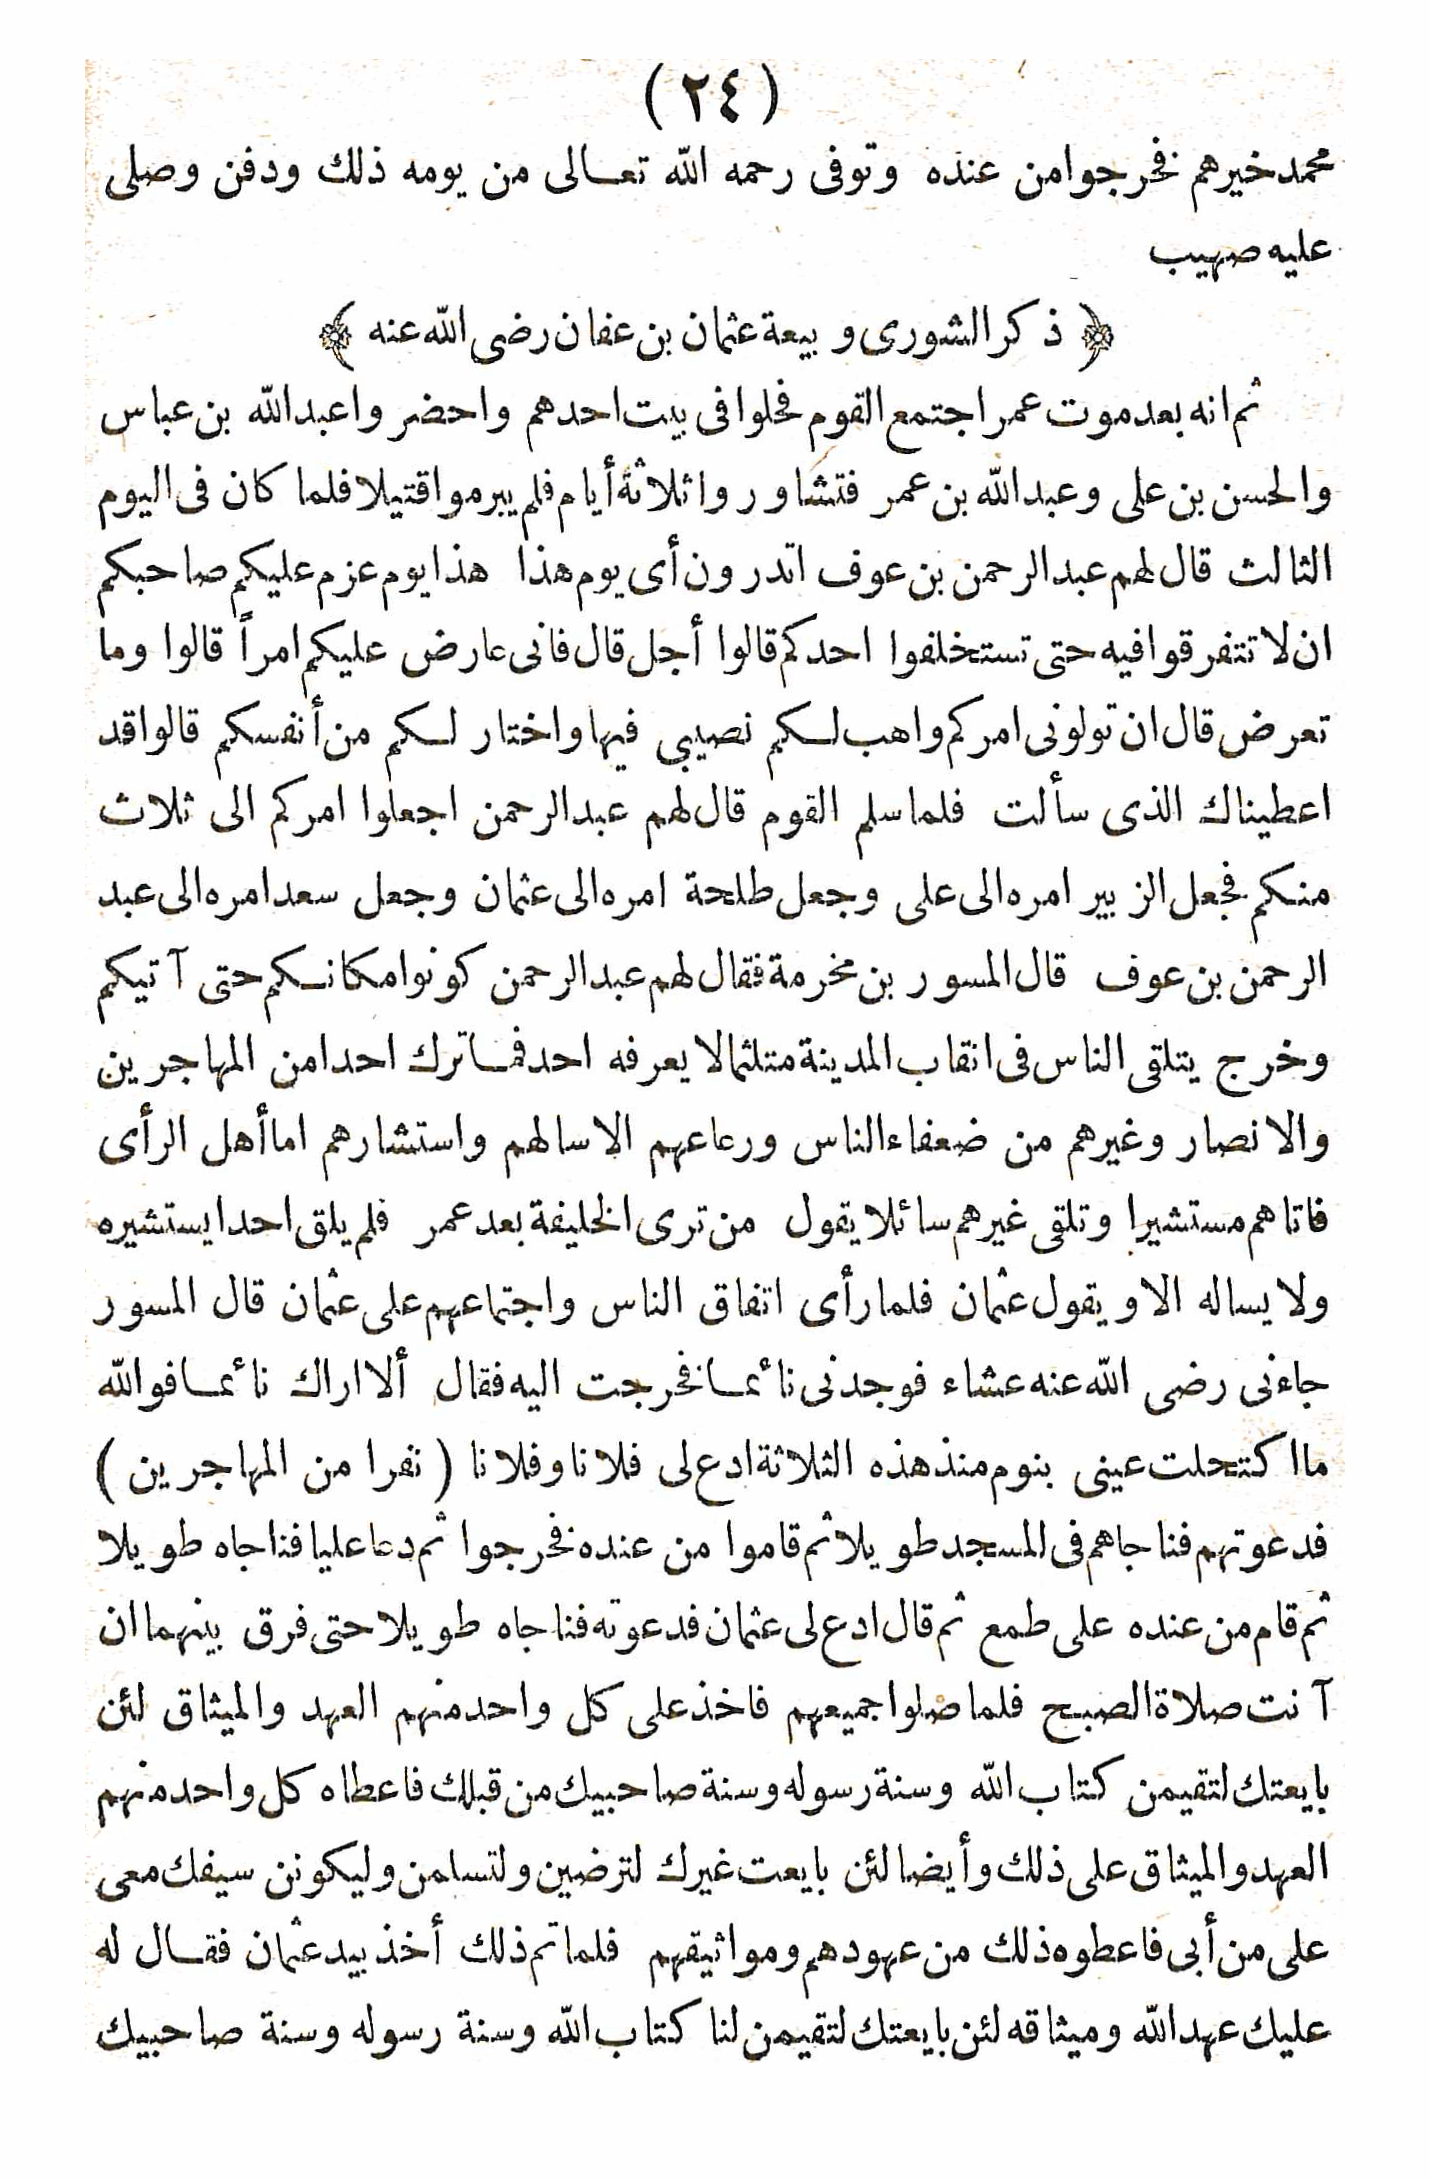 (٢٤)
محمد خيرهم فخرجوا من عنده وتوفى رحمه الله تعالى من يومه ذلك ودفن وصلى
عليه صهيب
﴿ ذكر الشورى و بيعة عثمان بن عفان رضى الله عنه ﴾
ثم انه بعد موت عمر اجتمع القوم فخلوا فى بيت احدهم واحضر واعبد الله بن عباس
والحسن بن على وعبد الله بن عمر فتشاور وا ثلاثة أيام فلم يبرموا فتيلا فلما كان فى اليوم
الثالث قال لهم عبد الرحمن بن عوف اتدرون أى يوم هذا هذا يوم عزم عليكم صاحبكم
ان لا تتفرقوا فيه حتى تستخلفوا احدكم قالوا أجل قال فانى عارض عليكم امراً قالوا وما
تعرض قال ان تولونى امركم واهب لكم نصيبى فيها واختار لكم من أنفسكم قالوا قد
اعطيناك الذى سألت فلما سلم القوم قال لهم عبد الرحمن اجعلوا امركم الى ثلاث
منكم فجعل الزبير امره الى على وجعل طلحة امره الى عثمان وجعل سعد امره الى عبد
الرحمن بن عوف قال المسور بن مخرمة فقال لهم عبد الرحمن كونوا مكانكم حتى آتيكم
وخرج يتلقى الناس فى انقاب المدينة متلثما لا يعرفه احد فما ترك احدا من المهاجرين
والانصار وغيرهم من ضعفاء الناس ورعاعهم الا سالهم واستشارهم اما أهل الرأى
فاتاهم مستشيرا وتلقى غيرهم سائلا يقول من ترى الخليفة بعد عمر فلم يلق احدا يستشيره
ولا يساله الا ويقول عثمان فلما رأى اتفاق الناس واجتماعهم على عثمان قال المسور
جاءنى رضى الله عنه عشاء فوجدنى نائما فخرجت اليه فقال ألا اراك نائما فوالله
ما اكتحلت عينى بنوم منذ هذه الثلاثة ادع لى فلانا وفلانا (نفرا من المهاجرين)
فدعوتهم فناجاهم فى المسجد طويلا ثم قاموا من عنده فخرجوا ثم دعا عليا فناجاه طويلا
ثم قام من عنده على طمع ثم قال ادع لى عثمان فدعوته فناجاه طويلا حتى فرق بينهما ان
آنت صلاة الصبح فلما صلوا جميعهم فاخذ على كل واحد منهم العهد والميثاق لئن
بايعتك لتقيمن كتاب الله وسنة رسوله وسنة صاحبيك من قبلك فاعطاه كل واحد منهم
العهد والميثاق على ذلك وأيضا لئن بايعت غيرك لترضين ولتسلمن وليكونن سيفك معى
على من أبى فاعطوه ذلك من عهودهم ومواثيقهم فلما تم ذلك أخذ بيد عثمان فقال له
عليك عهد الله وميثاقه لئن بايعتك لتقيمن لنا كتاب الله وسنة رسوله وسنة صاحبيك